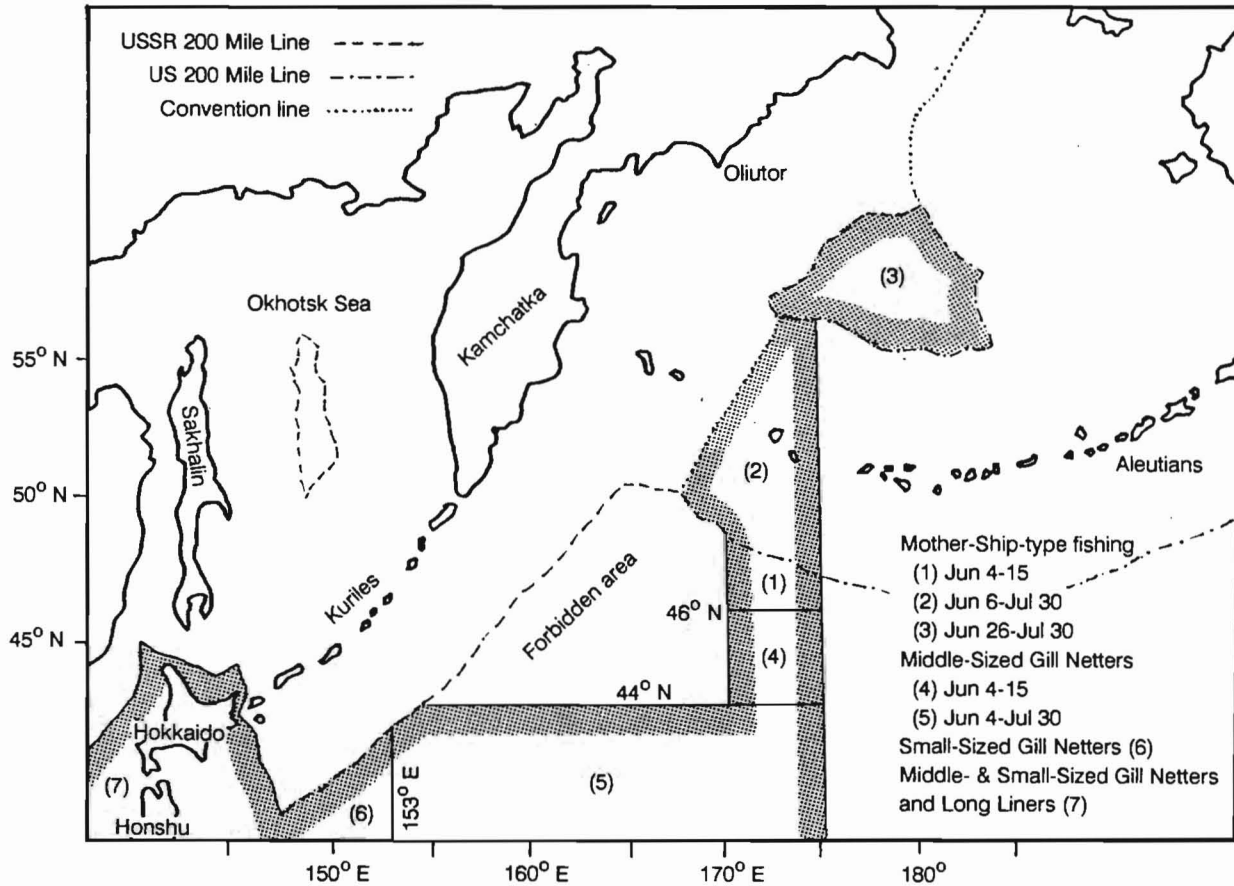 USSR 200 Mile Line
US 200 Mile Line
Convention line
Oliutor
(3)
Okhotsk Sea
Kamchatka
55° N
Sakhalin
(2)
Aleutians
50° N
Kuriles
Forbidden area
(1)
46° N
45° N
(4)
44° N
Hokkaido
(7)
Honshu
(6)
153° E
(5)
Mother-Ship-type fishing
(1) Jun 4-15
(2) Jun 6-Jul 30
(3) Jun 26-Jul 30
Middle-Sized Gill Netters
(4) Jun 4-15
(5) Jun 4-Jul 30
Small-Sized Gill Netters (6)
Middle- & Small-Sized Gill Netters
and Long Liners (7)
150° E
160° E
170° E
180°